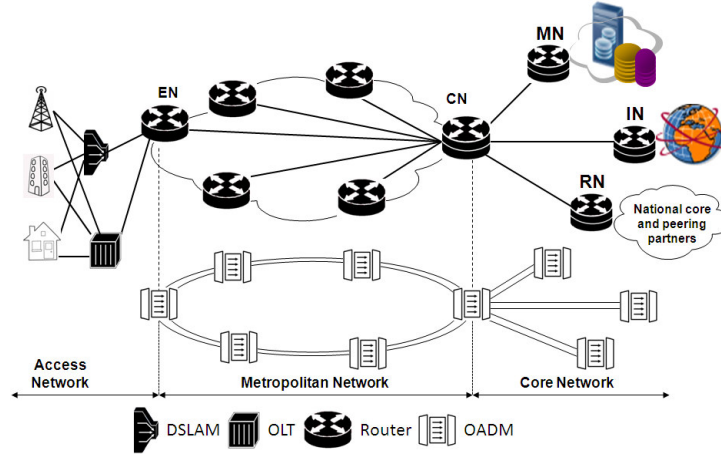 MN
EN
CN
IN
RN
National core
and peering
partners
Access
Network
Metropolitan Network
Core Network
DSLAM
OLT
Router
OADM